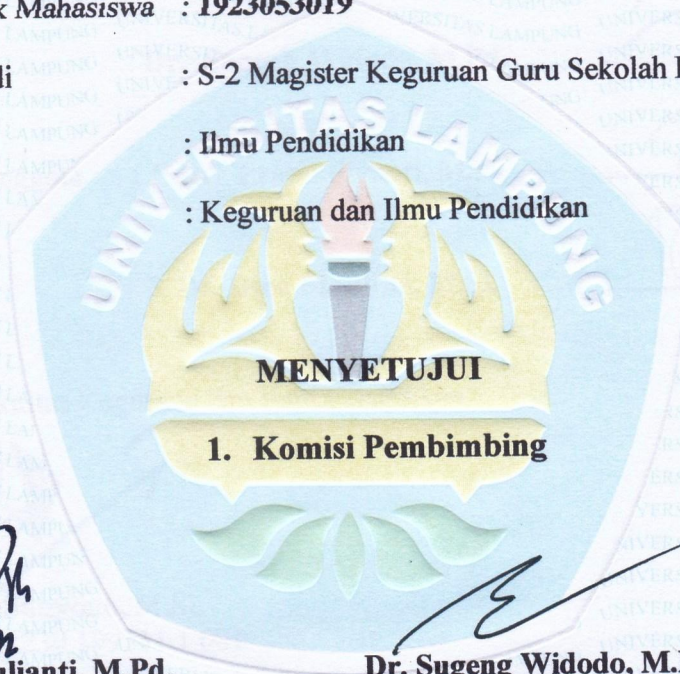 Mahasiswa : 1923053019
: S-2 Magister Keguruan Guru Sekolah
: Ilmu Pendidikan
: Keguruan dan Ilmu Pendidikan
UNIVERSITAS LAMPUNG
MENYETUJUI
1. Komisi Pembimbing
M.Pd
Dr. Sugeng Widodo, M.